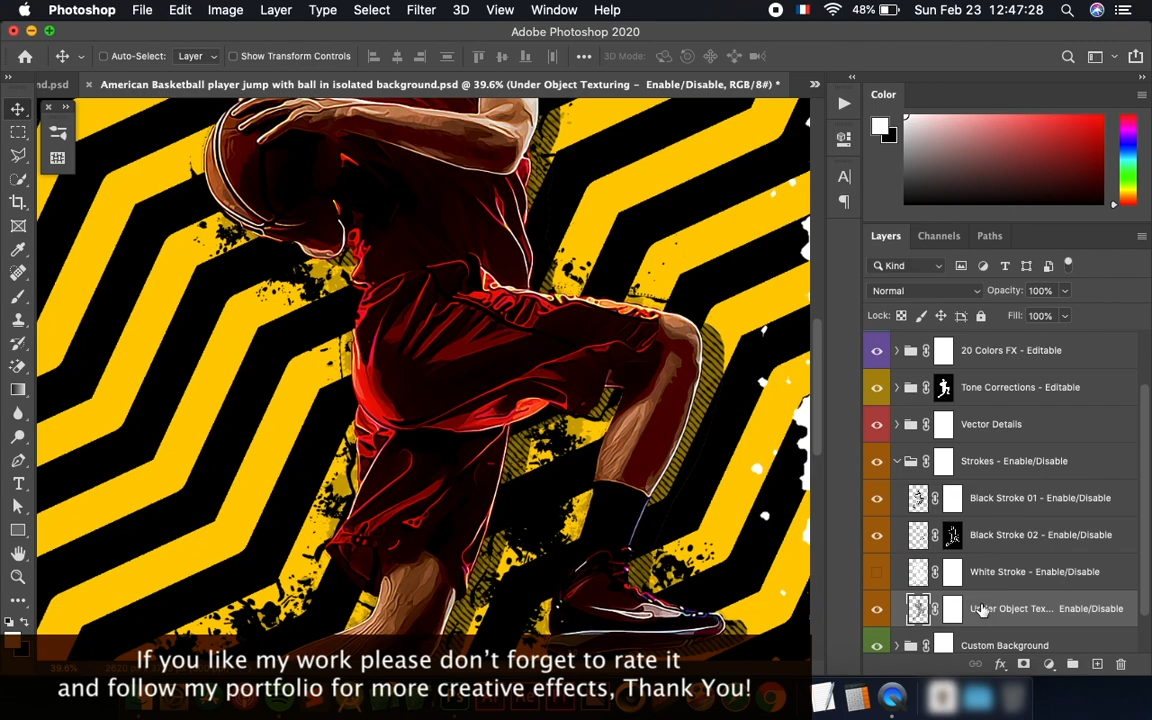 Photoshop File Edit Image Layer Type Select Filter 3D View Window Help 48% Sun Feb 23 12:47:28
Adobe Photoshop 2020
Auto-Select: Layer Show Transform Controls 3D Mode:
nd.psd × American Basketball player jump with ball in isolated background.psd @ 39.6% (Under Object Texturing - Enable/Disable, RGB/8#) *
Color
Layers Channels Paths
Kind
Normal Opacity: 100%
Lock: Fill: 100%
20 Colors FX - Editable
Tone Corrections - Editable
Vector Details
Strokes - Enable/Disable
Black Stroke 01 - Enable/Disable
Black Stroke 02 - Enable/Disable
White Stroke - Enable/Disable
Under Object Tex... Enable/Disable
Custom Background
If you like my work please don't forget to rate it
and follow my portfolio for more creative effects, Thank You!
39.6%